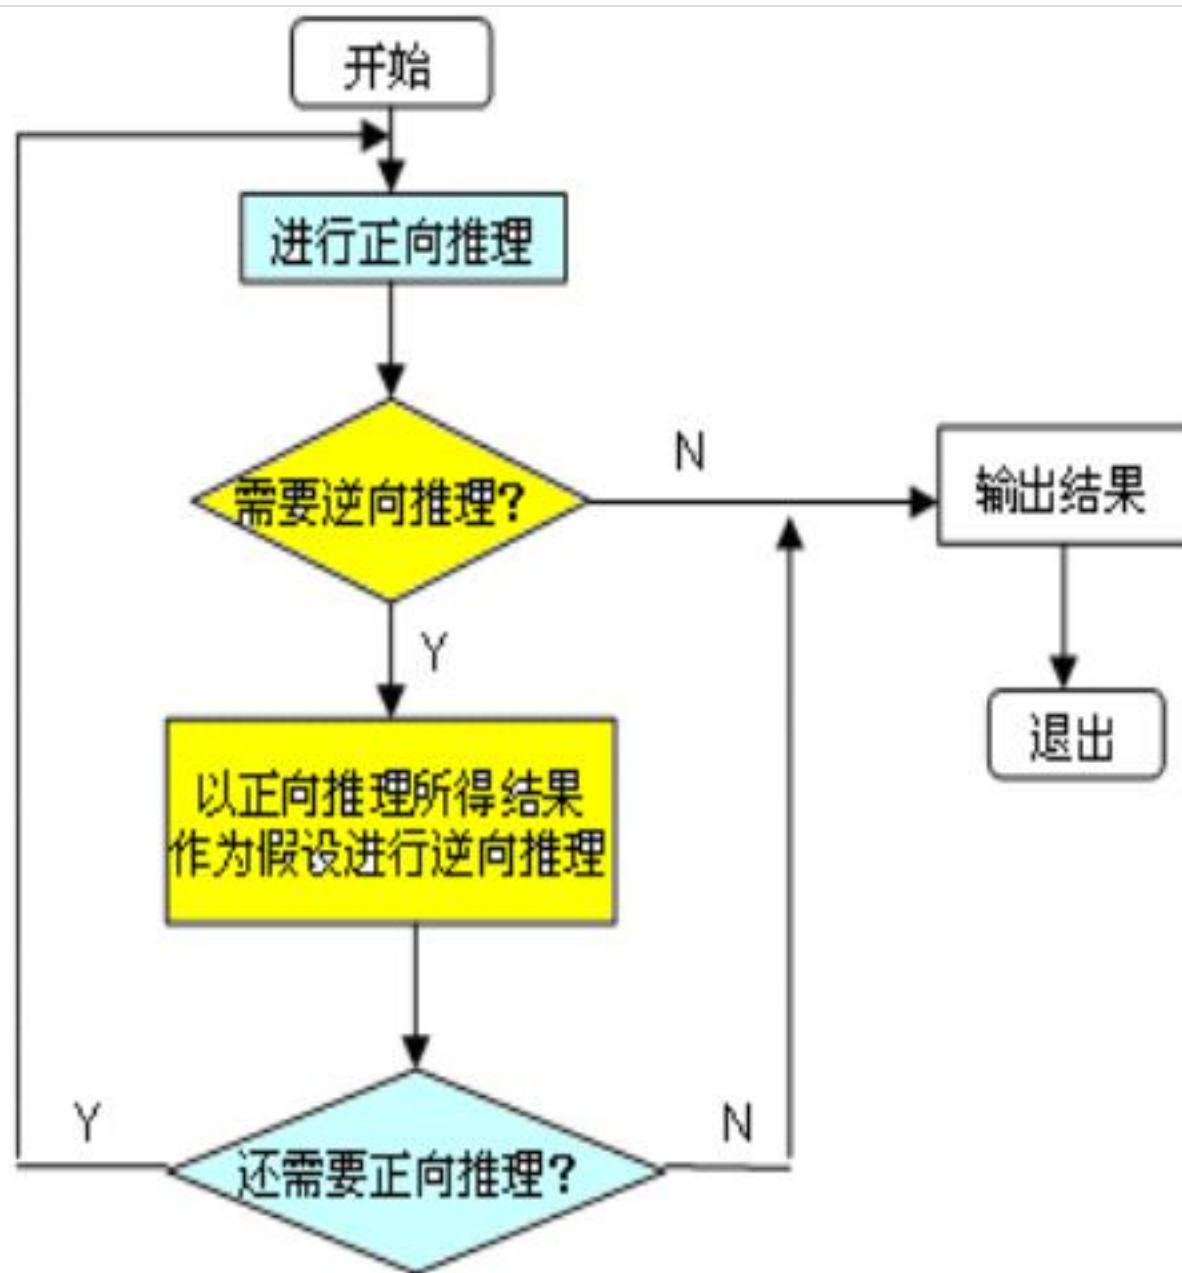 开始
进行正向推理
需要逆向推理？
N
输出结果
Y
退出
以正向推理所得结果
作为假设进行逆向推理
Y
N
还需要正向推理？